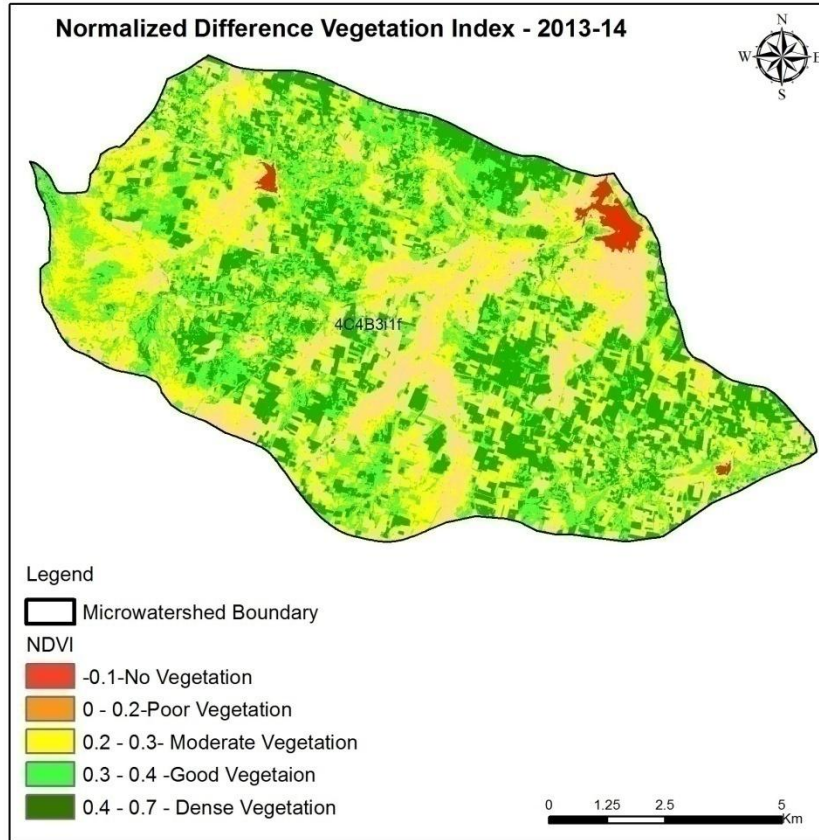 Normalized Difference Vegetation Index - 2013-14
N
W E
S
4C4B3i1f
Legend
Microwatershed Boundary
NDVI
-0.1-No Vegetation
0 - 0.2-Poor Vegetation
0.2 - 0.3- Moderate Vegetation
0.3 - 0.4 -Good Vegetaion
0.4 - 0.7 - Dense Vegetation
0 1.25 2.5 5
Km